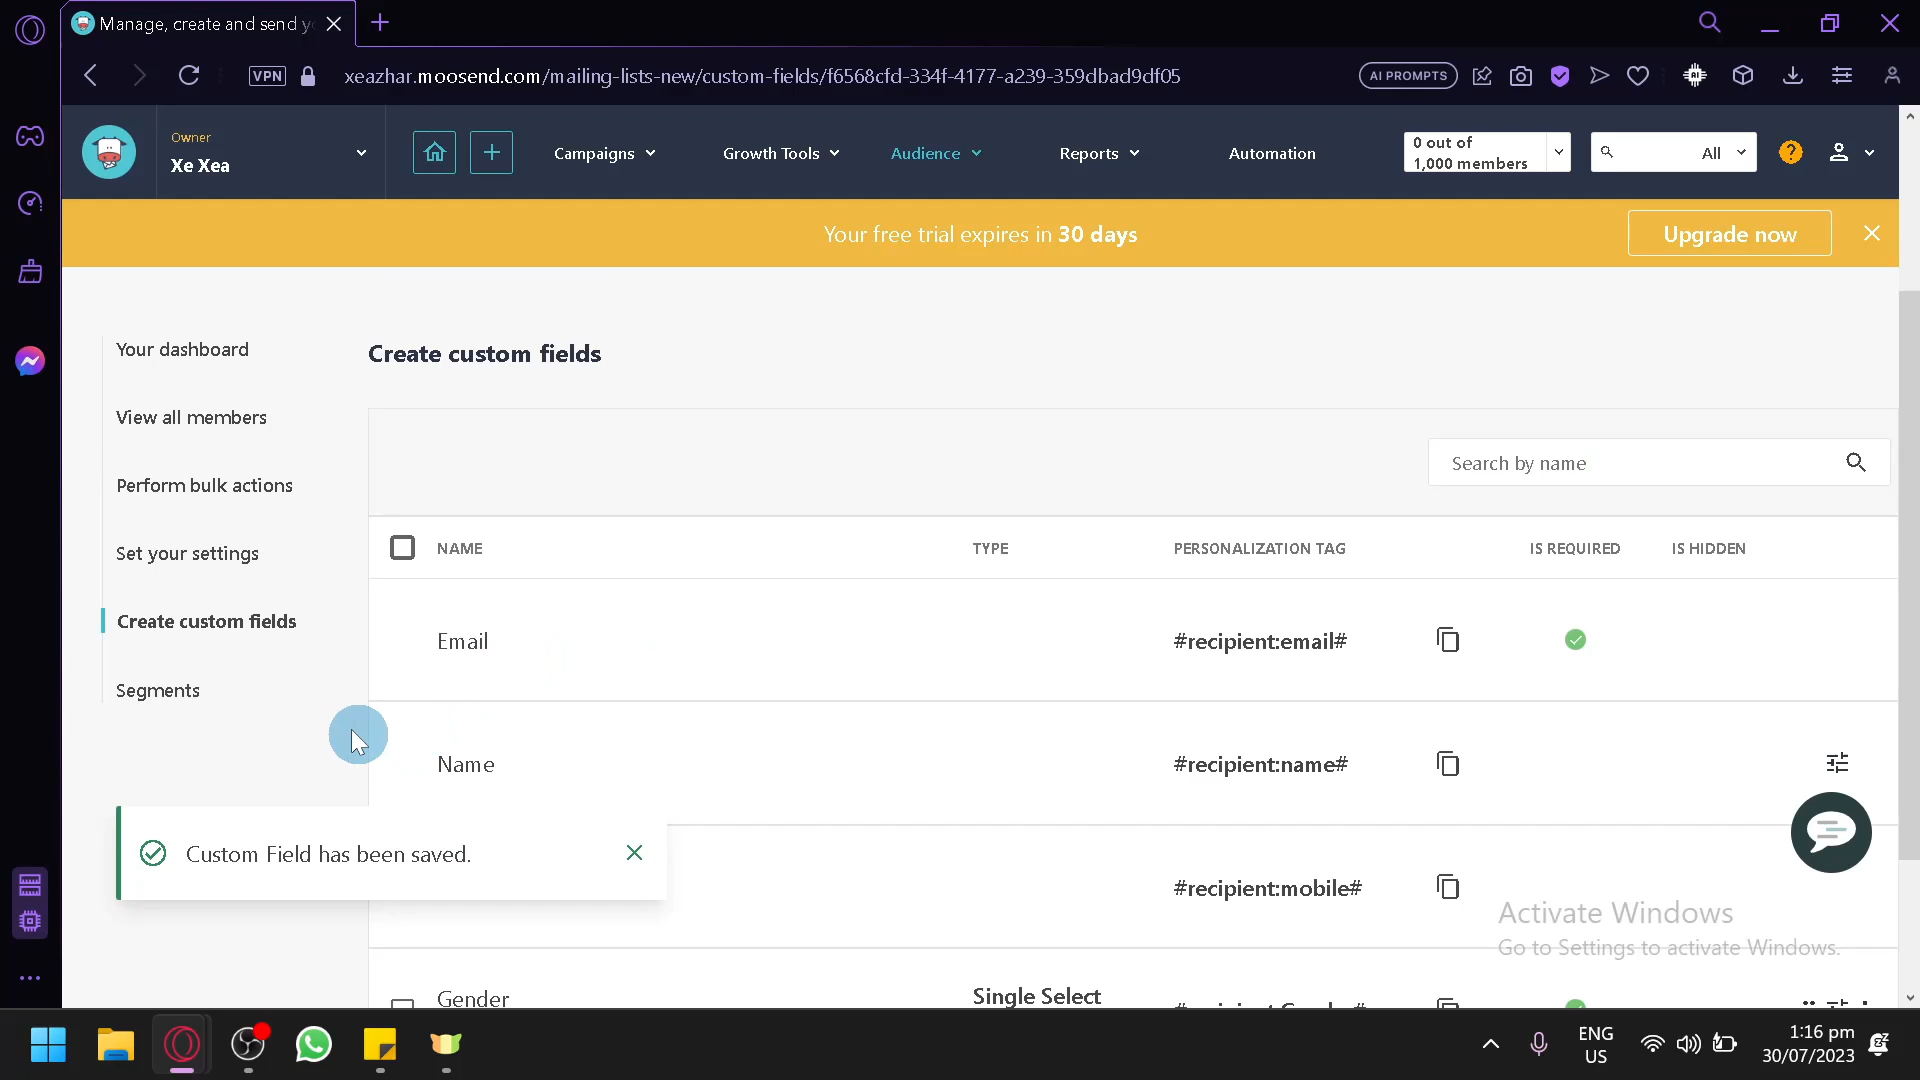 Manage, create and send y
VPN
xeazhar.moosend.com/mailing-lists-new/custom-fields/f6568cfd-334f-4177-a239-359dbad9df05
AI PROMPTS
Owner
Xe Xea
Campaigns
Growth Tools
Audience
Reports
Automation
0 out of
1,000 members
All
?
Your free trial expires in 30 days
Upgrade now
Your dashboard
View all members
Perform bulk actions
Set your settings
Create custom fields
Segments
Create custom fields
Search by name
NAME TYPE PERSONALIZATION TAG IS REQUIRED IS HIDDEN
Email #recipient:email#
Name #recipient:name#
#recipient:mobile#
Gender Single Select
Custom Field has been saved.
Activate Windows
Go to Settings to activate Windows.
ENG
US
1:16 pm
30/07/2023